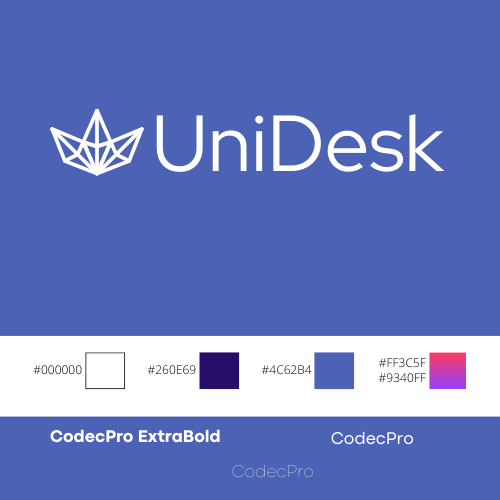 UniDesk
#000000
#260E69
#4C62B4
#FF3C5F
#9340FF
CodecPro ExtraBold
CodecPro
CodecPro